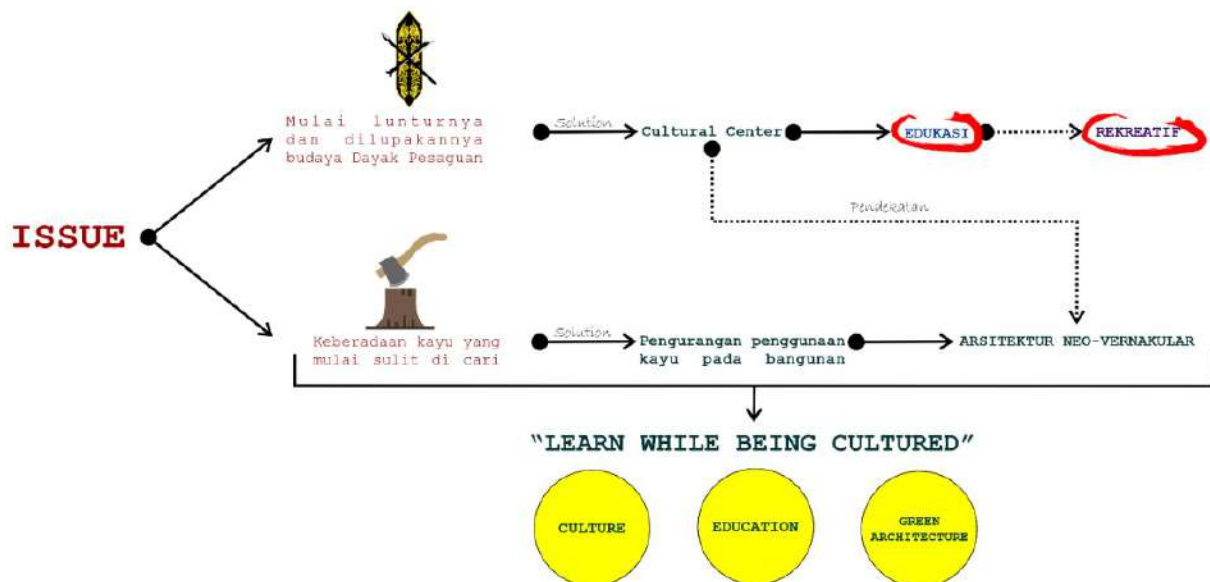 Mulai lunturnya
dan dilupakannya
budaya Dayak Pesaguan
Solution
Cultural Center
EDUKASI
REKREATIF
Pendekatan
ISSUE
Keberadaan kayu yang
mulai sulit di cari
Solution
Pengurangan penggunaan
kayu pada bangunan
ARSITEKTUR NEO-VERNAKULAR
“LEARN WHILE BEING CULTURED”
CULTURE
EDUCATION
GREEN
ARCHITECTURE